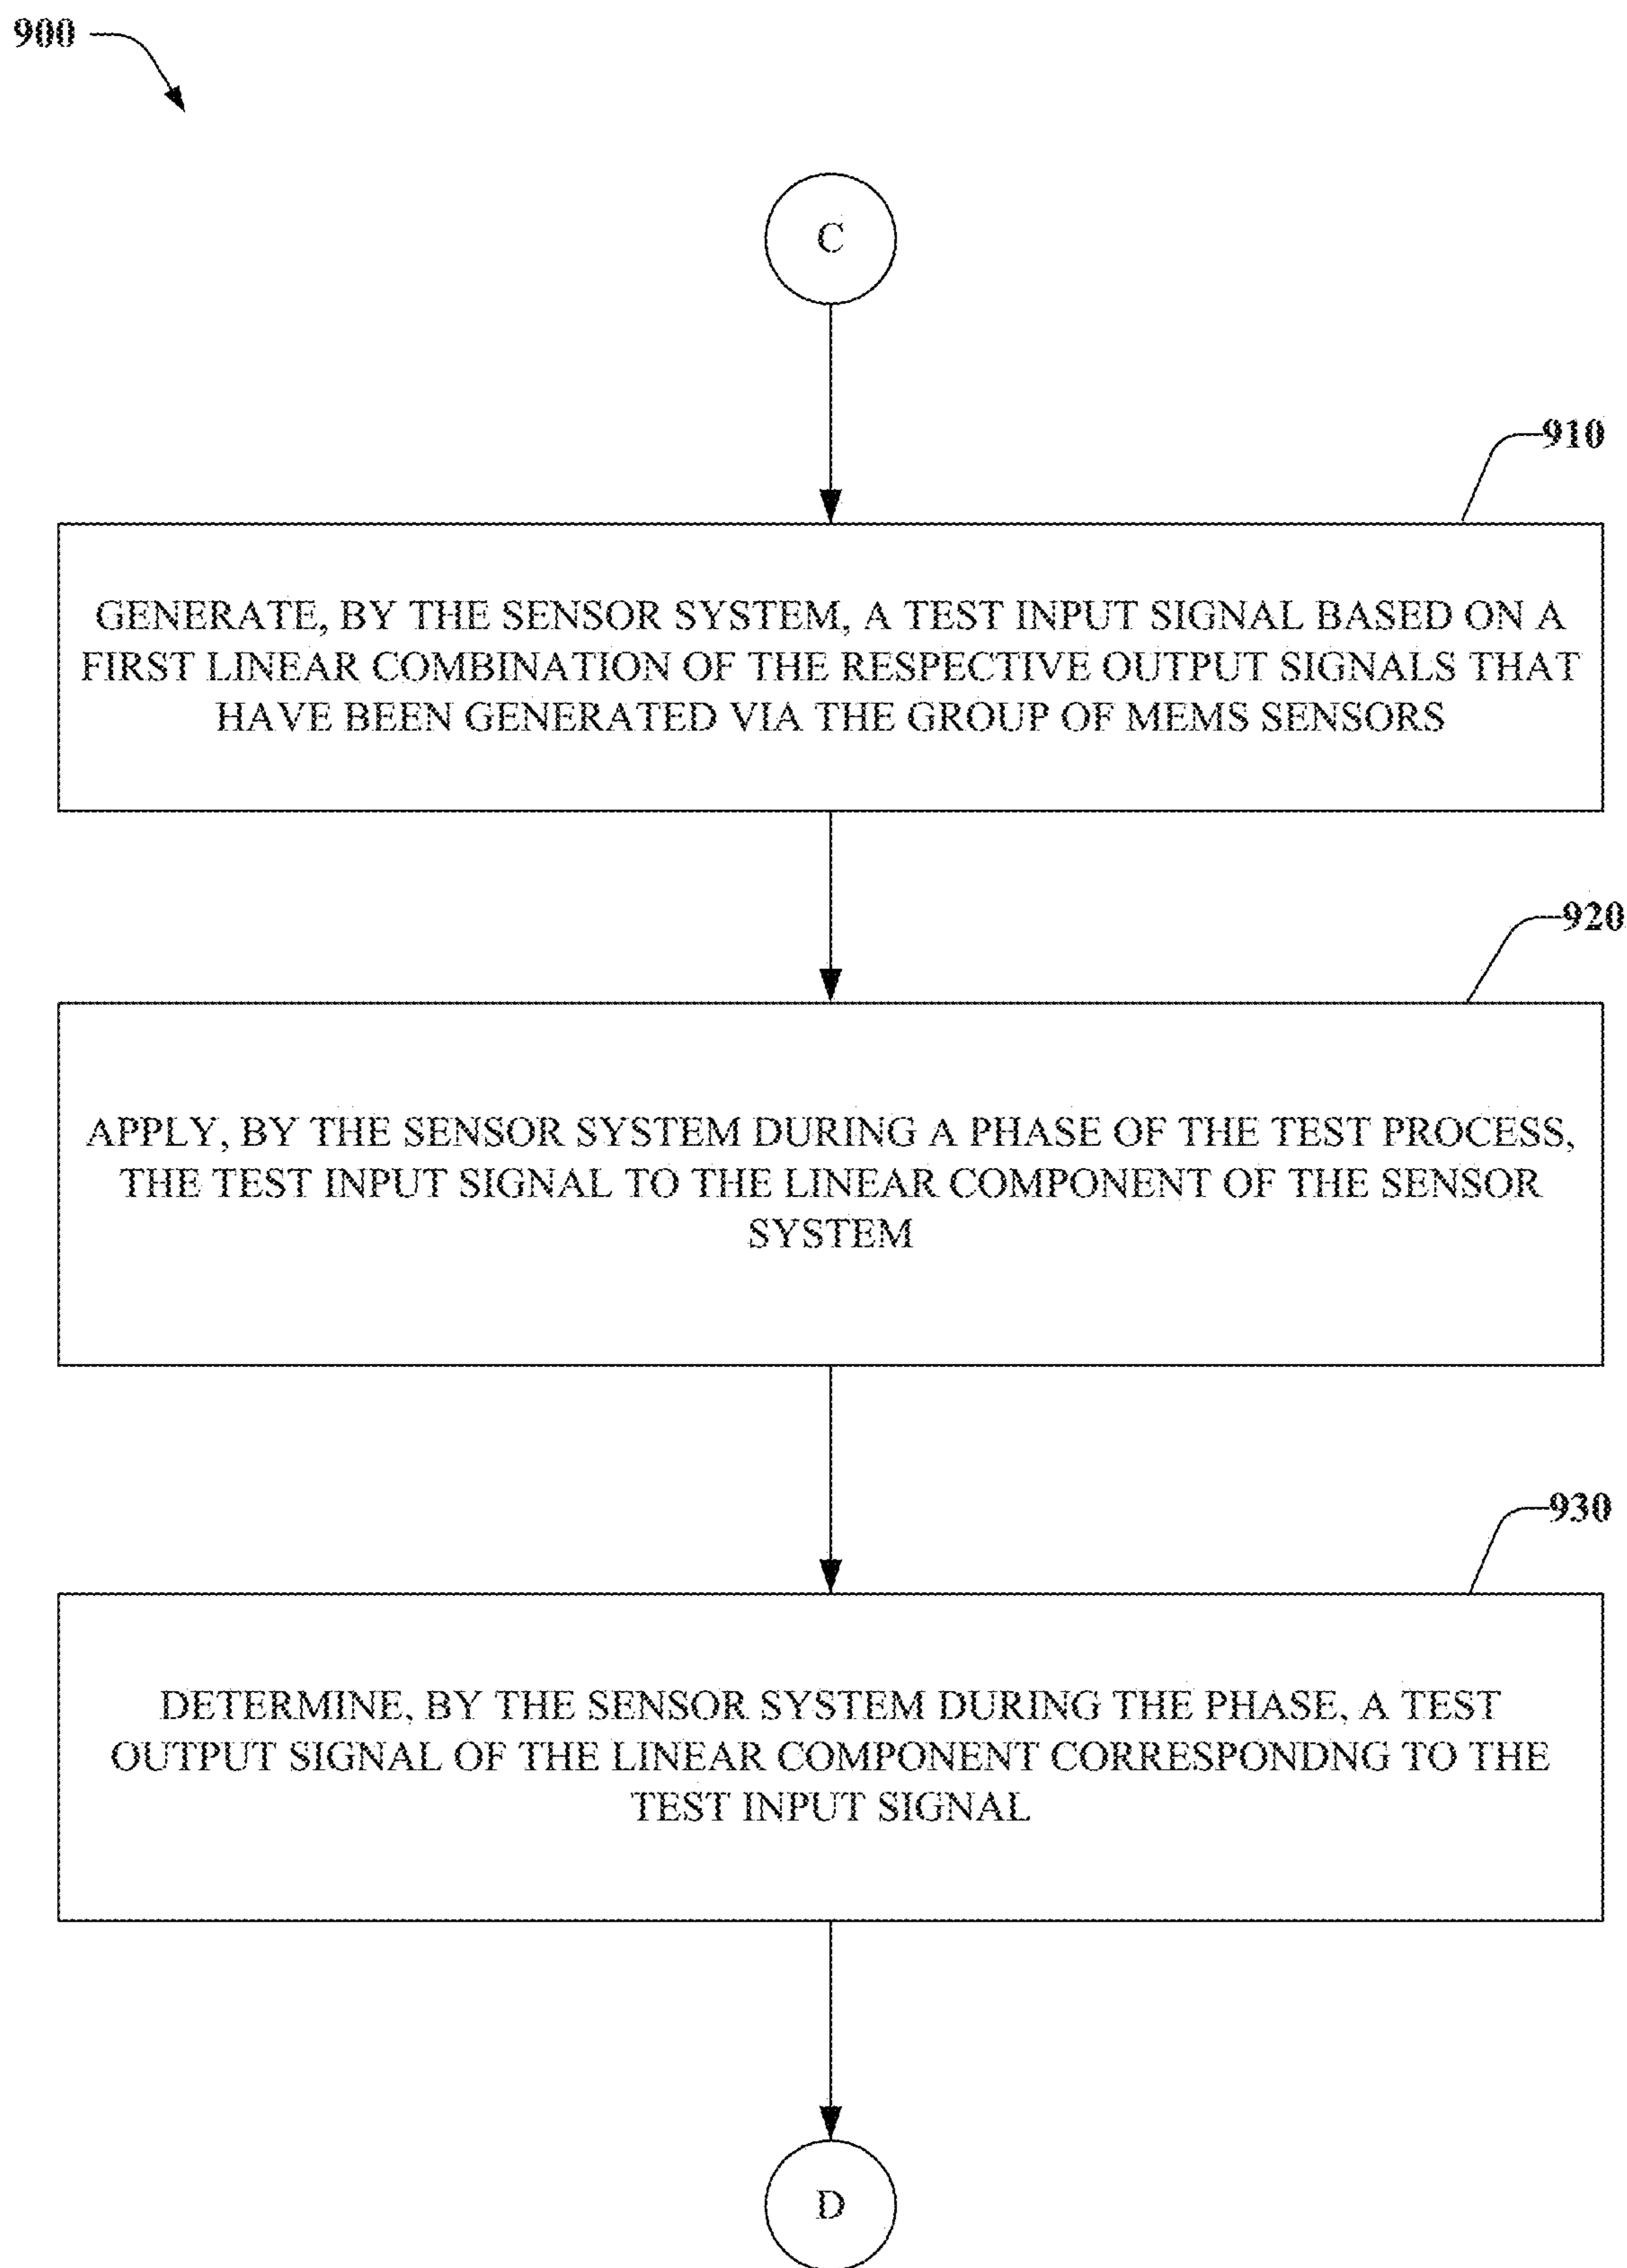 900
C
910
GENERATE, BY THE SENSOR SYSTEM, A TEST INPUT SIGNAL BASED ON A
FIRST LINEAR COMBINATION OF THE RESPECTIVE OUTPUT SIGNALS THAT
HAVE BEEN GENERATED VIA THE GROUP OF MEMS SENSORS
920
APPLY, BY THE SENSOR SYSTEM DURING A PHASE OF THE TEST PROCESS,
THE TEST INPUT SIGNAL TO THE LINEAR COMPONENT OF THE SENSOR
SYSTEM
930
DETERMINE, BY THE SENSOR SYSTEM DURING THE PHASE, A TEST
OUTPUT SIGNAL OF THE LINEAR COMPONENT CORRESPONDNG TO THE
TEST INPUT SIGNAL
D